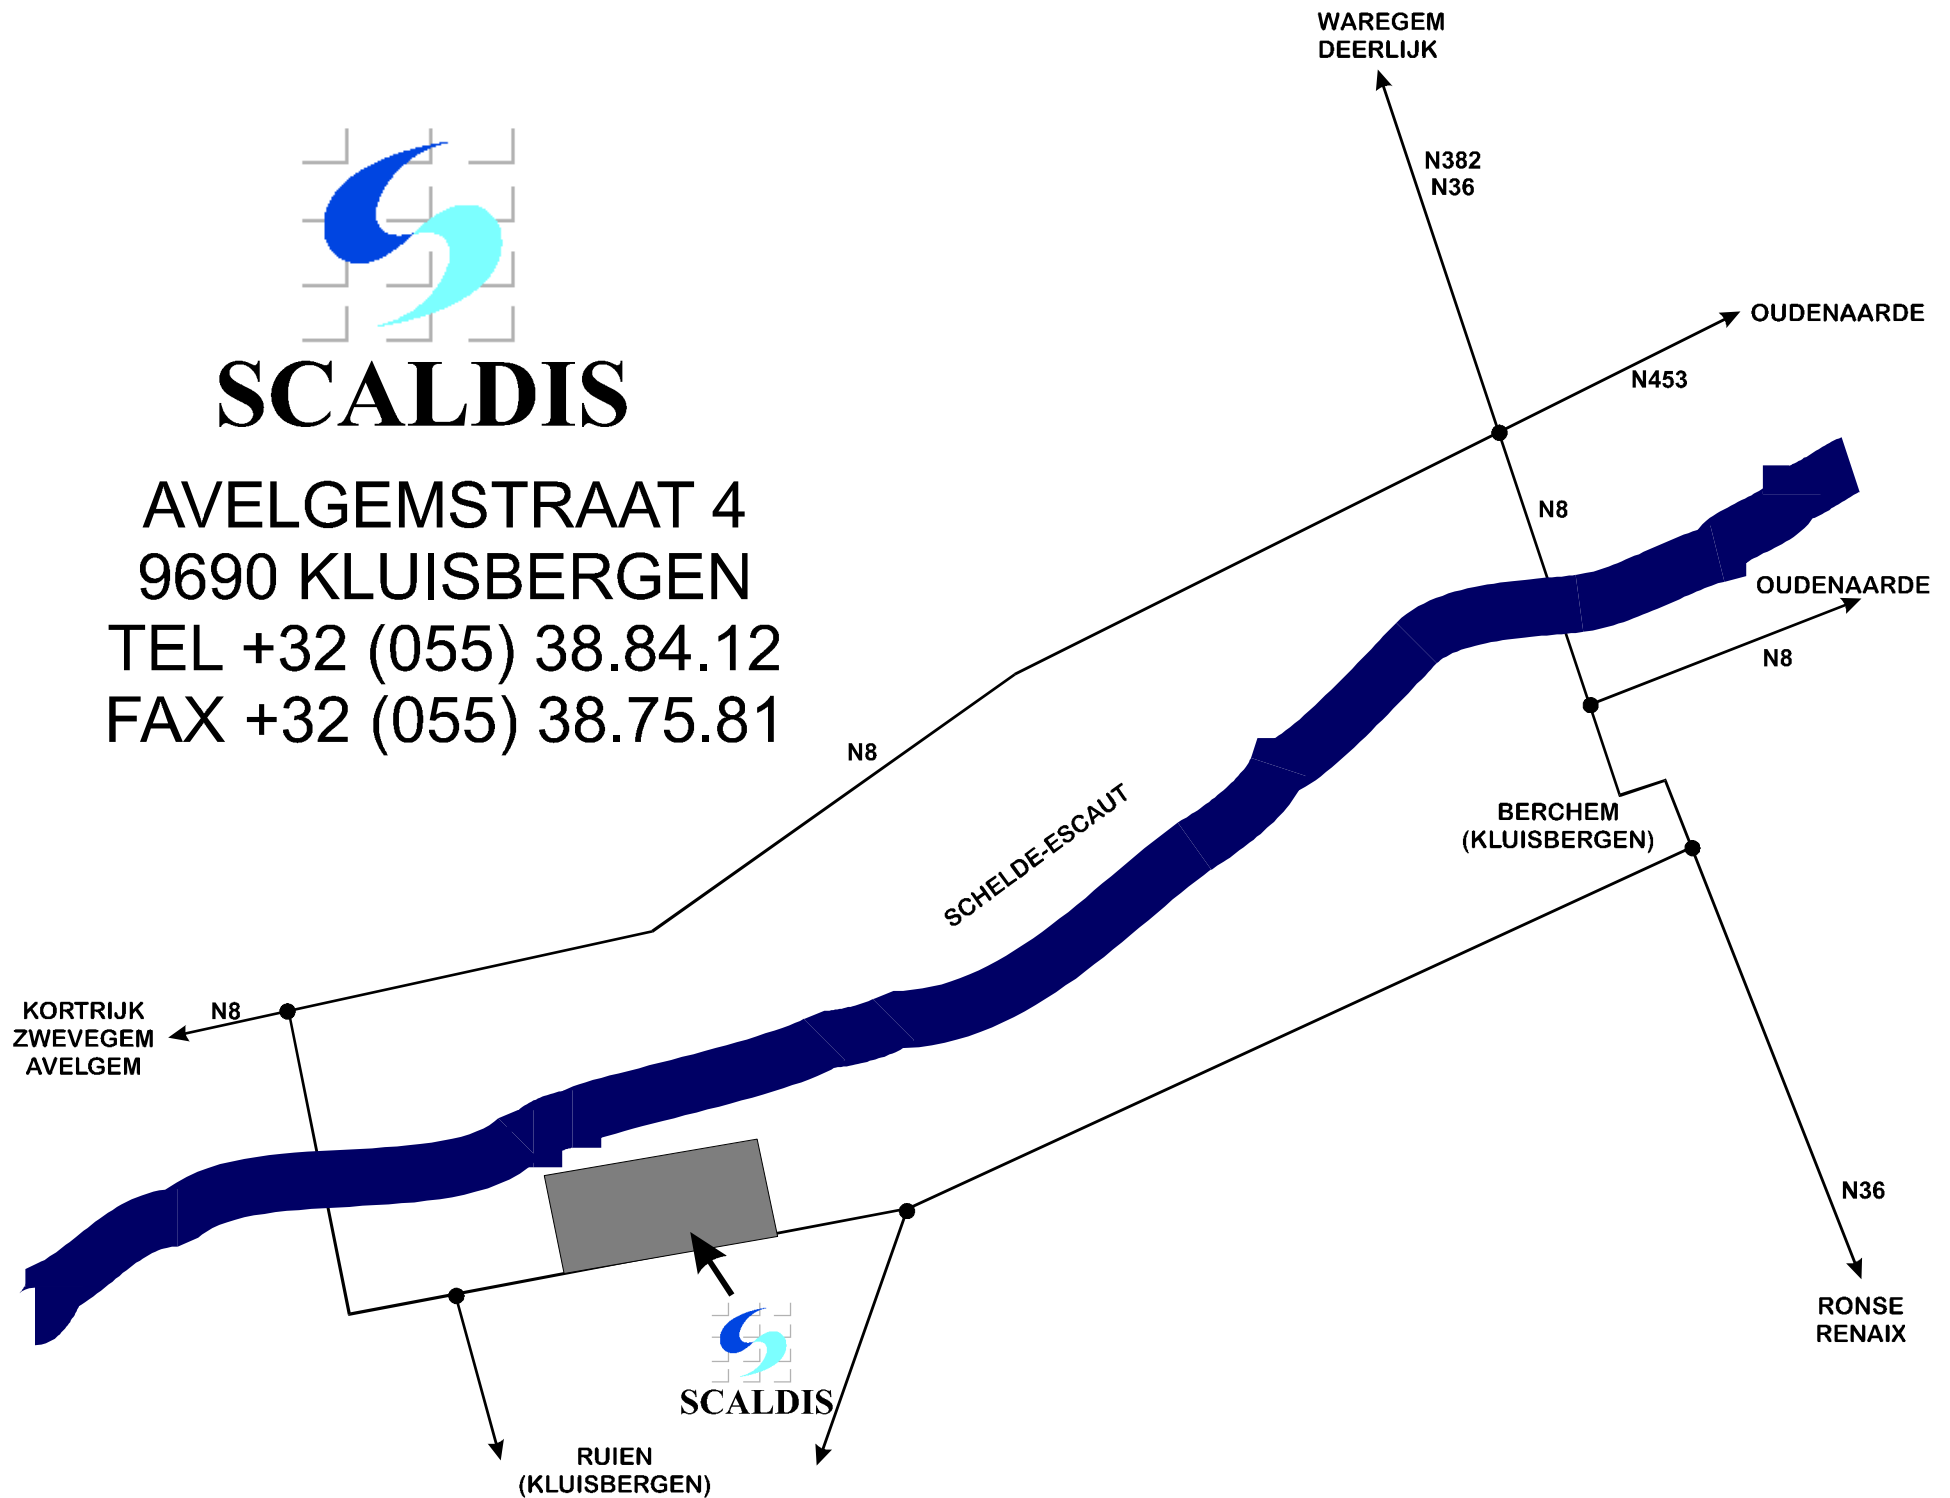 WAREGEM
DEERLIJK
N382
N36
OUDENAARDE
N453
SCALDIS
AVELGEMSTRAAT 4
9690 KLUISBERGEN
TEL +32 (055) 38.84.12
FAX +32 (055) 38.75.81
N8
OUDENAARDE
N8
N8
SCHELDE-ESCAUT
BERCHEM
(KLUISBERGEN)
KORTRIJK
ZWEVEGEM
AVELGEM
N8
N36
RONSE
RENAIX
SCALDIS
RUIEN
(KLUISBERGEN)